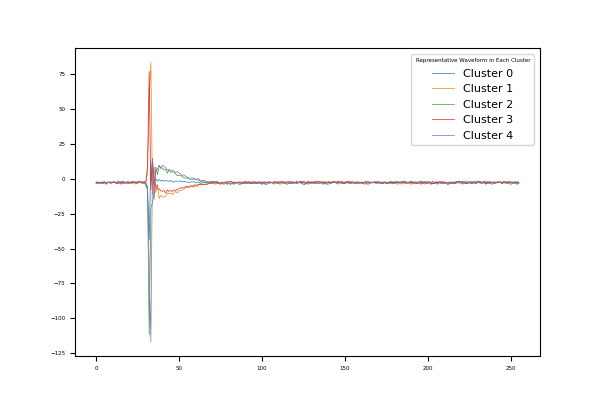 Representative Waveform in Each Cluster
Cluster 0
Cluster 1
Cluster 2
Cluster 3
Cluster 4
75
50
25
0
−25
−50
−75
−100
−125
0 50 100 150 200 250